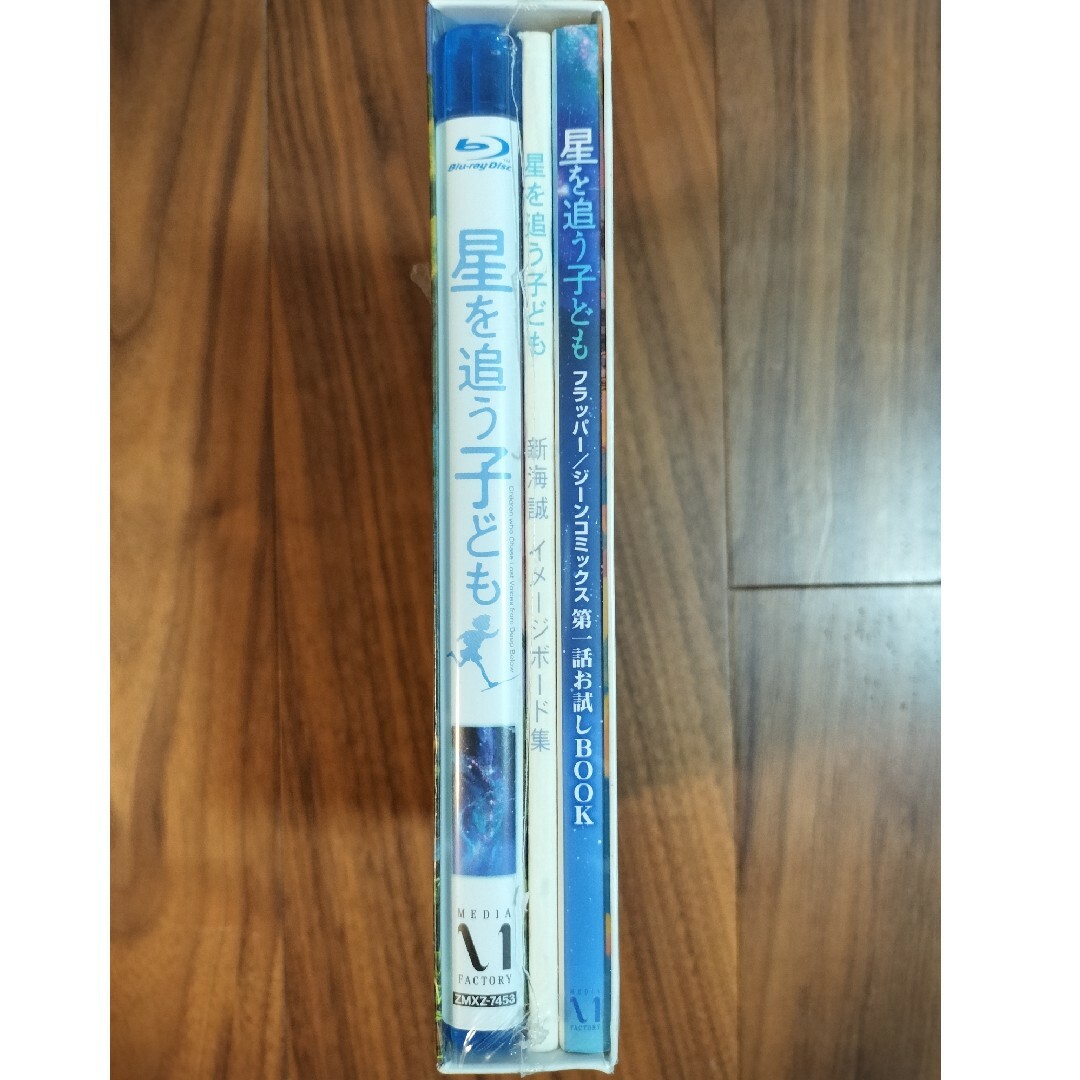 Blu-ray Disc
星を追う子ども
Children who Chase Lost Voices from Deep Below
MEDIA
FACTORY
ZMXZ-7453
星を追う子ども
新海誠 イメージボード集
星を追う子ども
フラッパー/ジーンコミックス 第一話お試しBOOK
MEDIA
FACTORY